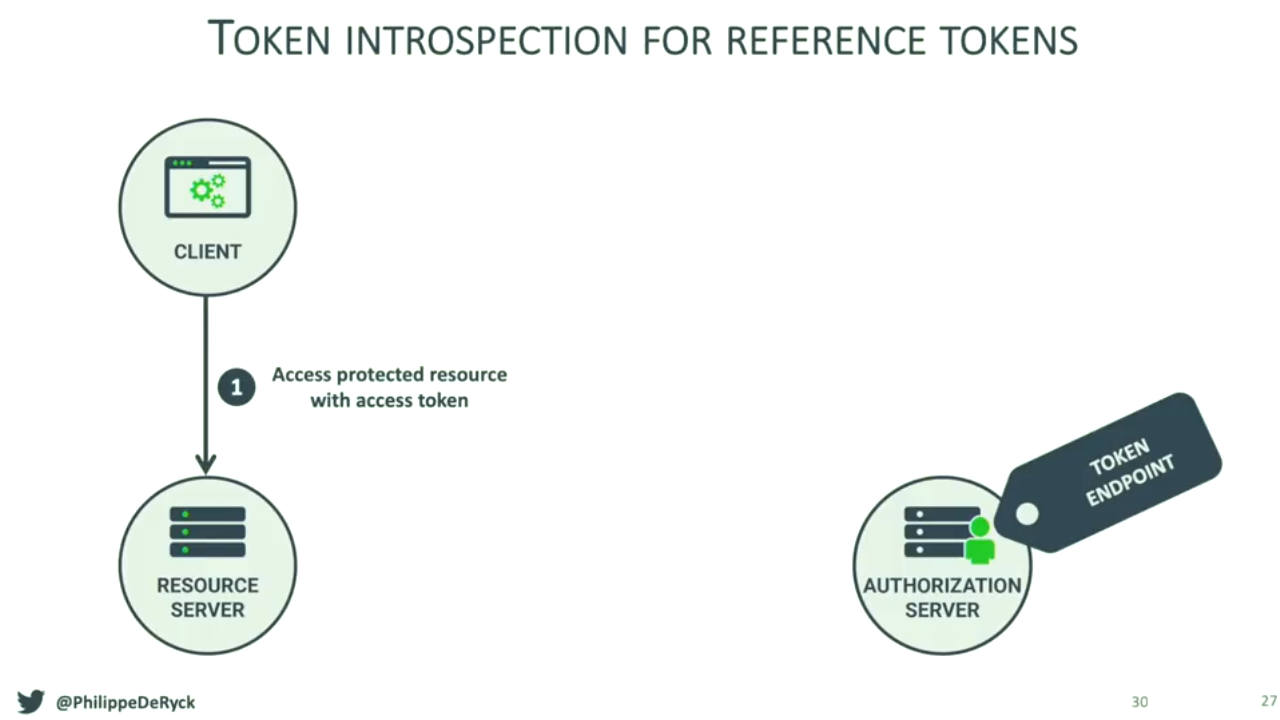 TOKEN INTROSPECTION FOR REFERENCE TOKENS
CLIENT
1
Access protected resource
with access token
RESOURCE
SERVER
TOKEN
ENDPOINT
AUTHORIZATION
SERVER
@PhilippeDeRyck
30
27